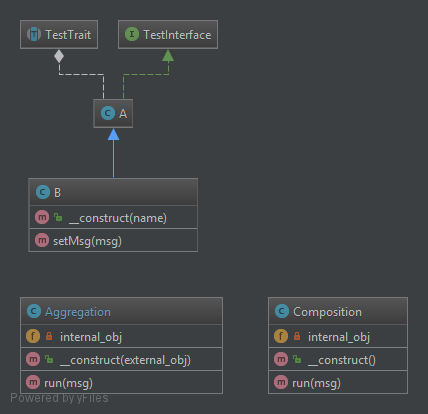 TestTrait
TestInterface
A
B
__construct(name)
setMsg(msg)
Aggregation
internal_obj
__construct(external_obj)
run(msg)
Composition
internal_obj
__construct()
run(msg)
Powered by yFiles